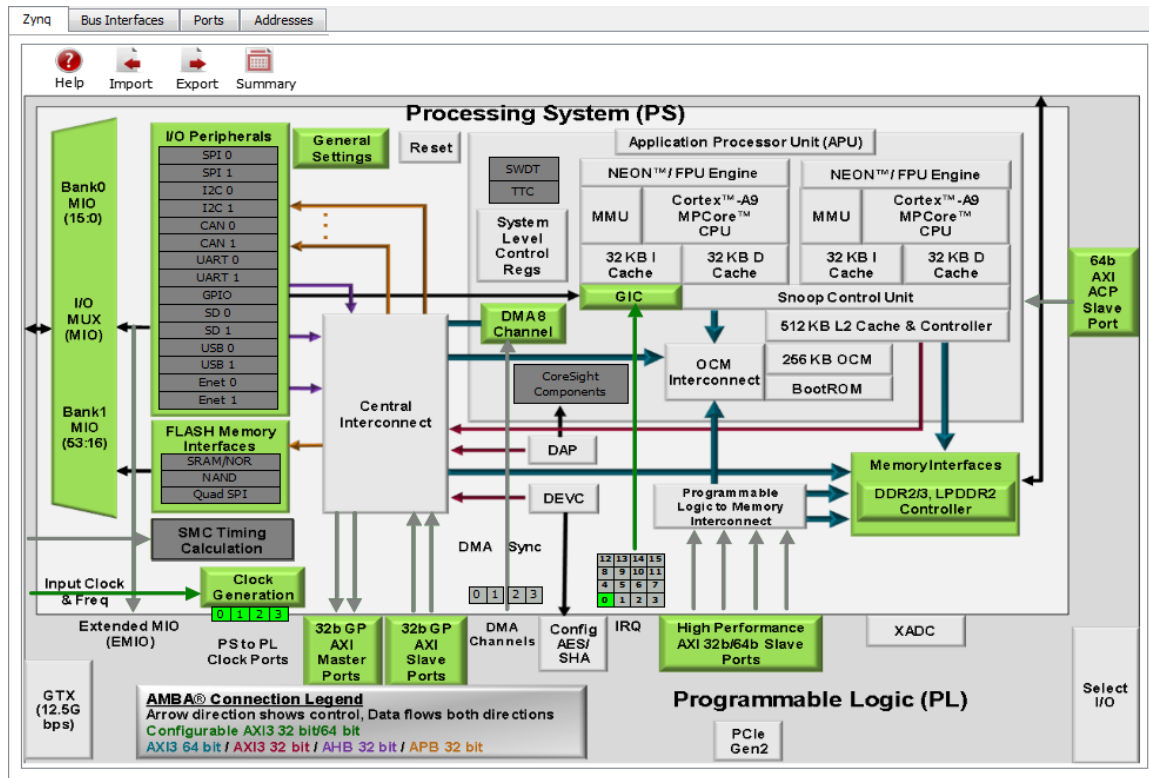 Zynq
Bus Interfaces
Ports
Addresses
Help
Import
Export
Summary
Processing System (PS)
Bank0
MIO
(15:0)
I/O
MUX
(MIO)
Bank1
MIO
(53:16)
I/O Peripherals
SPI 0
SPI 1
I2C 0
I2C 1
CAN 0
CAN 1
UART 0
UART 1
GPIO
SD 0
SD 1
USB 0
USB 1
Enet 0
Enet 1
FLASH Memory
Interfaces
SRAM/NOR
NAND
Quad SPI
SMC Timing
Calculation
General
Settings
Reset
Application Processor Unit (APU)
SWDT
TTC
System
Level
Control
Regs
NEON™/ FPU Engine
MMU
Cortex™-A9
MPCore™
CPU
32 KB I
Cache
32 KB D
Cache
NEON™/ FPU Engine
MMU
Cortex™-A9
MPCore™
CPU
32 KB I
Cache
32 KB D
Cache
GIC
Snoop Control Unit
DMA8
Channel
512 KB L2 Cache & Controller
OCM
Interconnect
256 KB OCM
BootROM
CoreSight
Components
Central
Interconnect
DAP
DEVC
Programmable
Logic to Memory
Interconnect
Memory Interfaces
DDR2/3, LPDDR2
Controller
64b
AXI
ACP
Slave
Port
DMA Sync
12 13 14 15
8 9 10 11
4 5 6 7
0 1 2 3
Input Clock
& Freq
Clock
Generation
0 1 2 3
0 1 2 3
Extended MIO
(EMIO)
PS to PL
Clock Ports
32b GP
AXI
Master
Ports
32b GP
AXI
Slave
Ports
DMA
Channels
Config
AES/
SHA
IRQ
High Performance
AXI 32b/64b Slave
Ports
XADC
GTX
(12.5G
bps)
AMBA® Connection Legend
Arrow direction shows control, Data flows both directions
Configurable AXI3 32 bit/64 bit
AXI3 64 bit / AXI3 32 bit / AHB 32 bit / APB 32 bit
Programmable Logic (PL)
PCIe
Gen2
Select
I/O